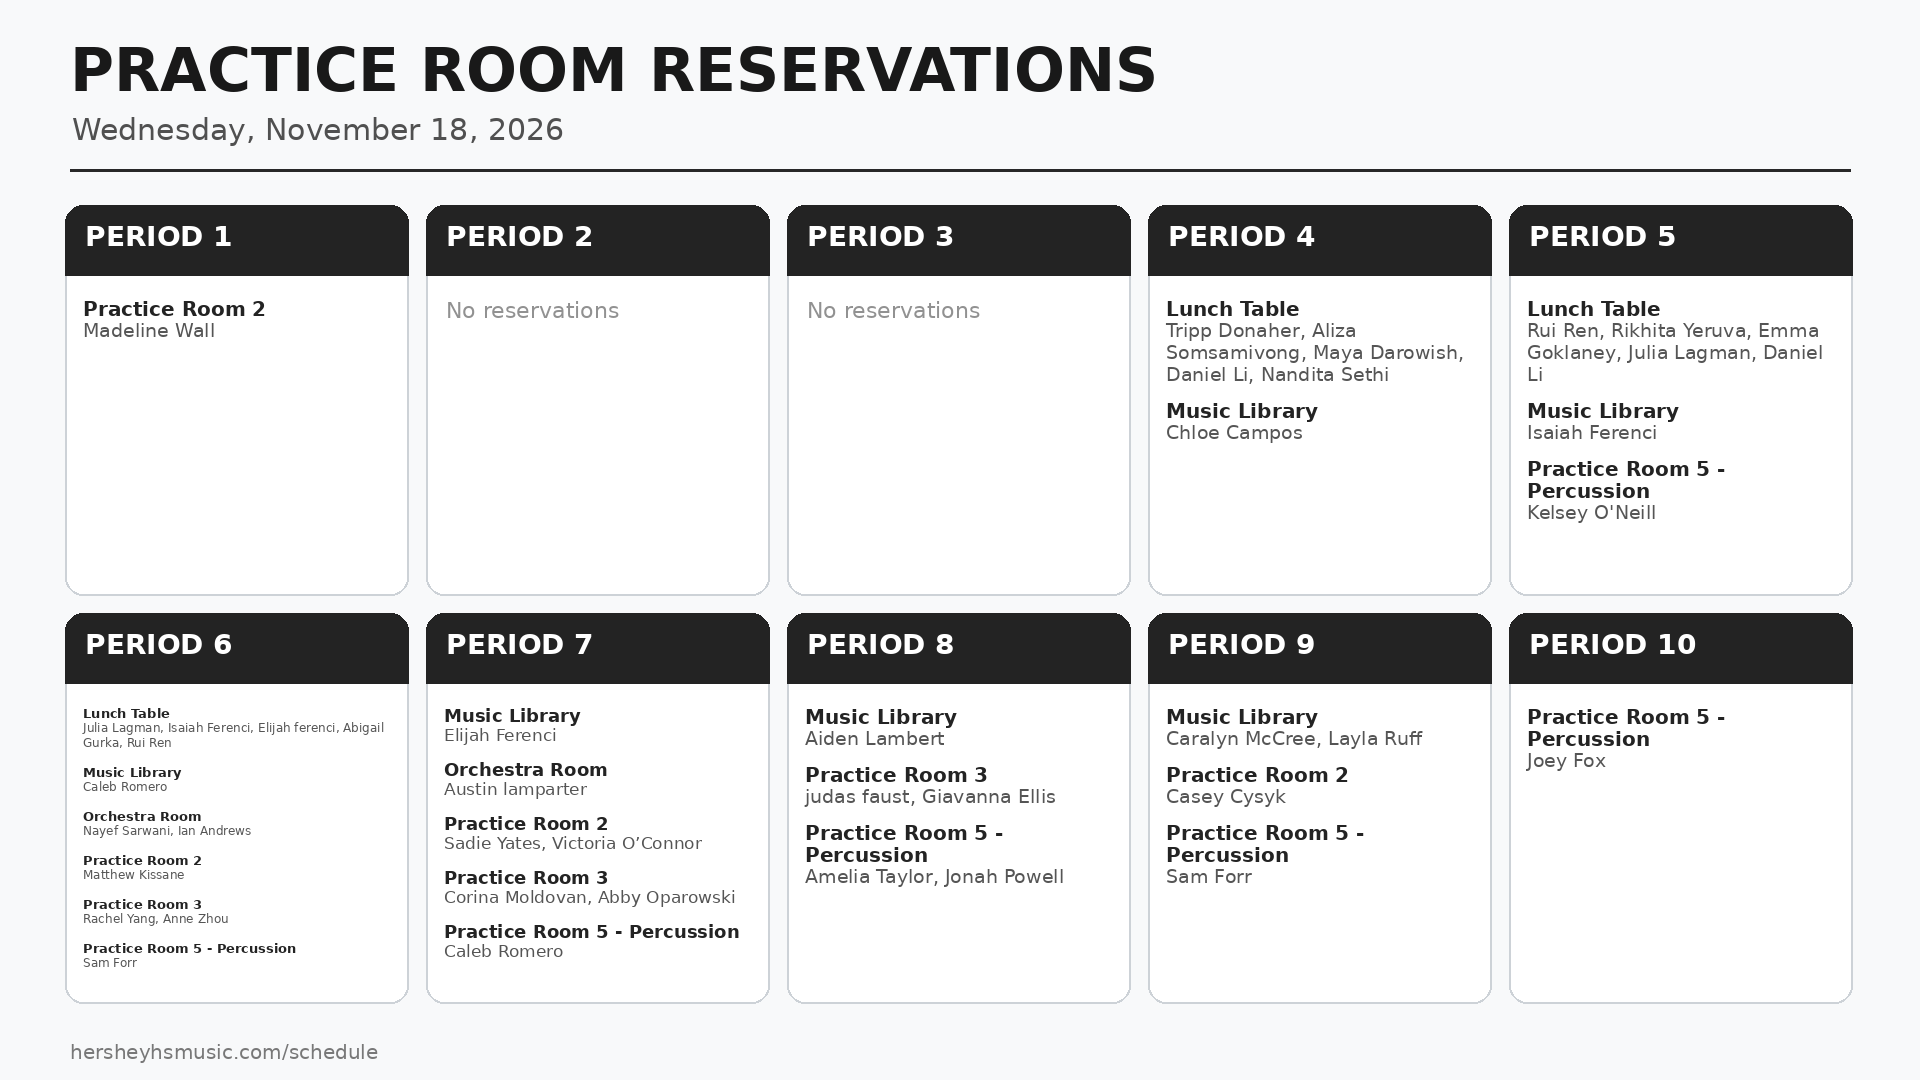 PRACTICE ROOM RESERVATIONS
Wednesday, November 18, 2026
PERIOD 1
Practice Room 2
Madeline Wall
PERIOD 2
No reservations
PERIOD 3
No reservations
PERIOD 4
Lunch Table
Tripp Donaher, Aliza
Somsamivong, Maya Darowish,
Daniel Li, Nandita Sethi
Music Library
Chloe Campos
PERIOD 5
Lunch Table
Rui Ren, Rikhita Yeruva, Emma
Goklaney, Julia Lagman, Daniel
Li
Music Library
Isaiah Ferenci
Practice Room 5 -
Percussion
Kelsey O'Neill
PERIOD 6
Lunch Table
Julia Lagman, Isaiah Ferenci, Elijah ferenci, Abigail
Gurka, Rui Ren
Music Library
Caleb Romero
Orchestra Room
Nayef Sarwani, Ian Andrews
Practice Room 2
Matthew Kissane
Practice Room 3
Rachel Yang, Anne Zhou
Practice Room 5 - Percussion
Sam Forr
PERIOD 7
Music Library
Elijah Ferenci
Orchestra Room
Austin lamparter
Practice Room 2
Sadie Yates, Victoria O’Connor
Practice Room 3
Corina Moldovan, Abby Oparowski
Practice Room 5 - Percussion
Caleb Romero
PERIOD 8
Music Library
Aiden Lambert
Practice Room 3
judas faust, Giavanna Ellis
Practice Room 5 -
Percussion
Amelia Taylor, Jonah Powell
PERIOD 9
Music Library
Caralyn McCree, Layla Ruff
Practice Room 2
Casey Cysyk
Practice Room 5 -
Percussion
Sam Forr
PERIOD 10
Practice Room 5 -
Percussion
Joey Fox
hersheyhsmusic.com/schedule